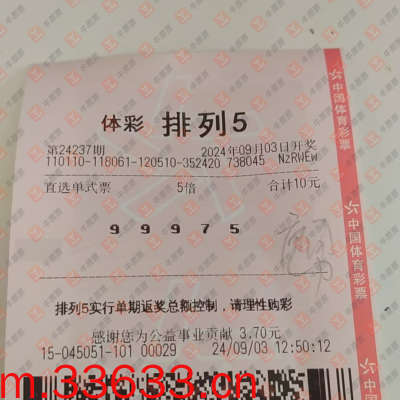 体彩 排列5
第24237期 2024年09月03日开奖
110110-118061-120510-352420 738045 NzRWEw
直选单式票 5倍 合计10元
9 9 9 7 5
排列5实行单期返奖总额控制，请理性购彩
感谢您为公益事业贡献 3.70元
15-045051-101 00029 24/09/03 12:50:12
中国体育彩票
中国体育彩票
m.33633.cn